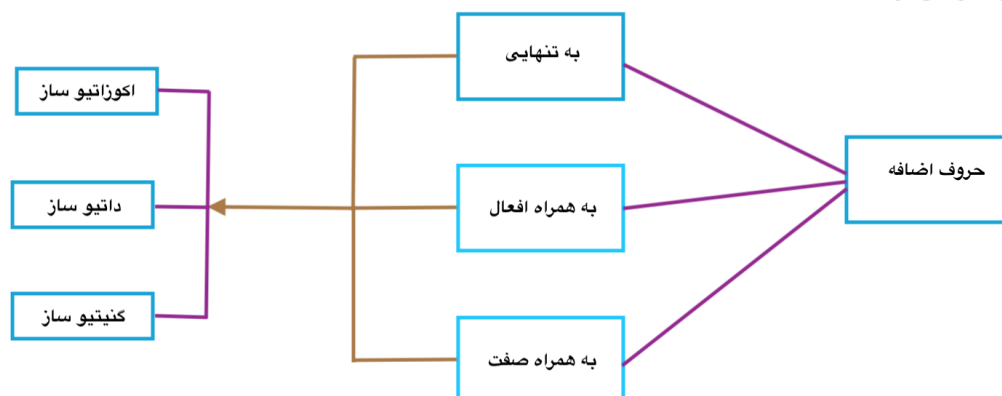 حروف اضافه
به تنهایی
به همراه افعال
به همراه صفت
اکوزاتیو ساز
داتیو ساز
گنیتیو ساز